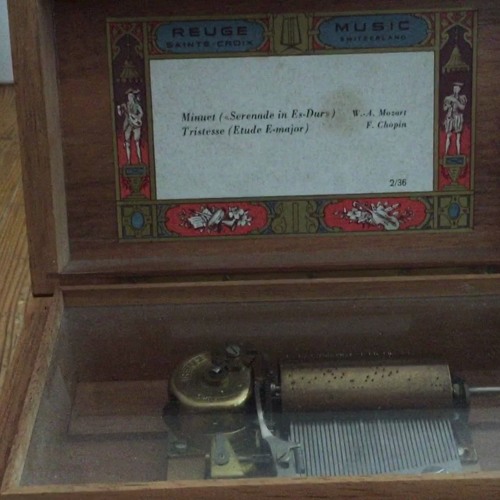 REUGE MUSIC
SAINTE-CROIX SWITZERLAND
Minuet («Serenade in Es-Dur») W.-A. Mozart
Tristesse (Etude E-major) F. Chopin
2/36